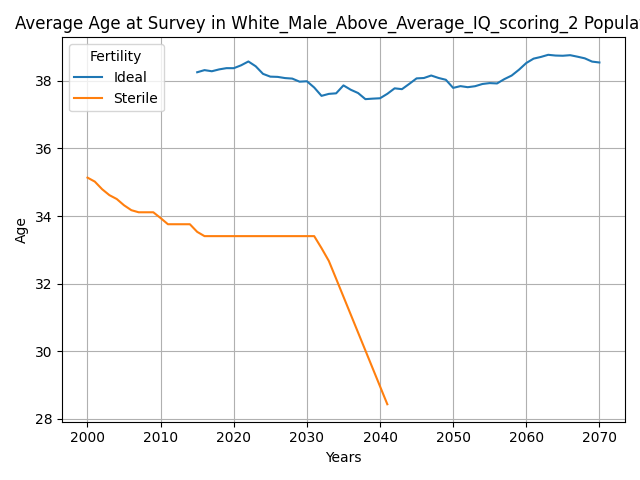 Average Age at Survey in White_Male_Above_Average_IQ_scoring_2 Popula
Fertility
Ideal
Sterile
Age
38
36
34
32
30
28
2000 2010 2020 2030 2040 2050 2060 2070
Years